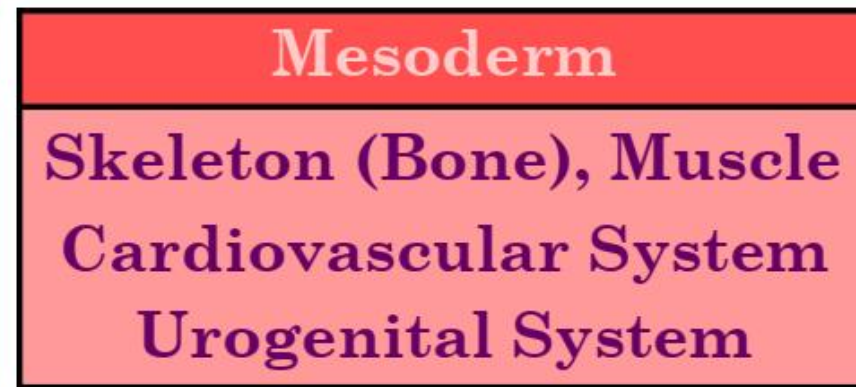 Mesoderm
Skeleton (Bone), Muscle
Cardiovascular System
Urogenital System